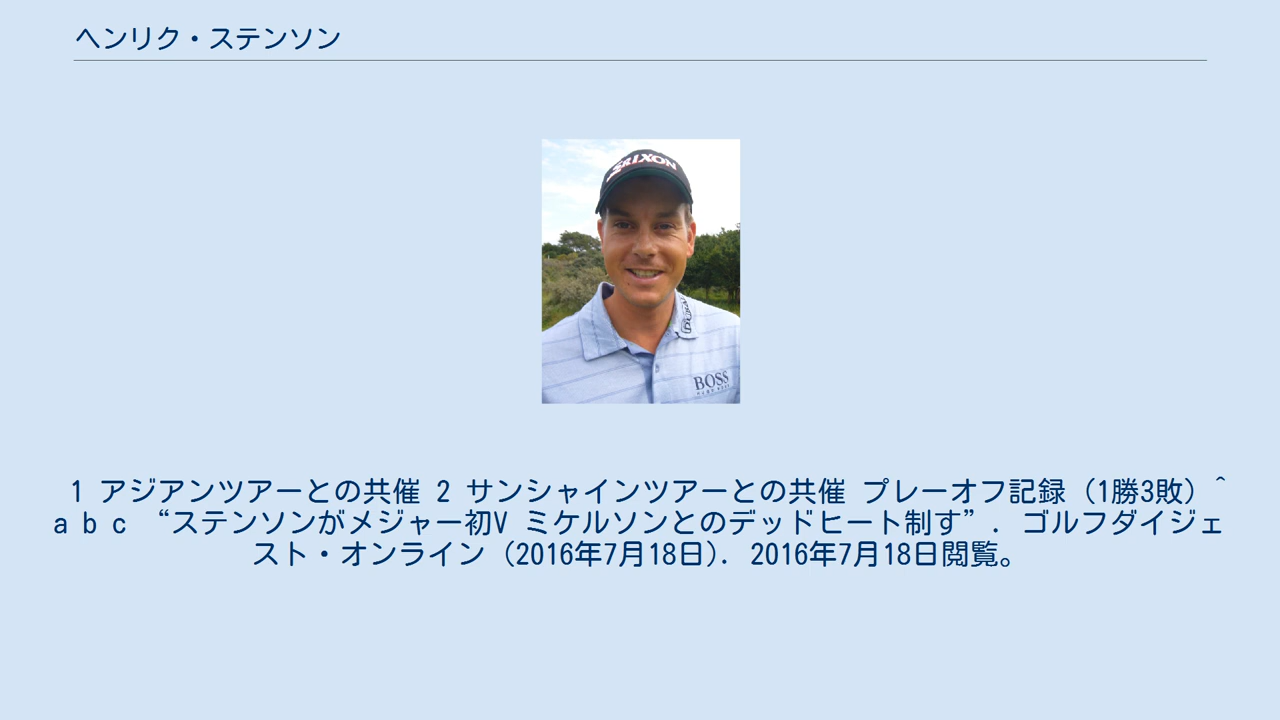 ヘンリク・ステンソン
SRIXON
BOSS
1 アジアンツアーとの共催 2 サンシャインツアーとの共催 プレーオフ記録 (1勝3敗) ^
a b c “ステンソンがメジャー初V ミケルソンとのデッドヒート制す”. ゴルフダイジェ
スト・オンライン (2016年7月18日). 2016年7月18日閲覧。